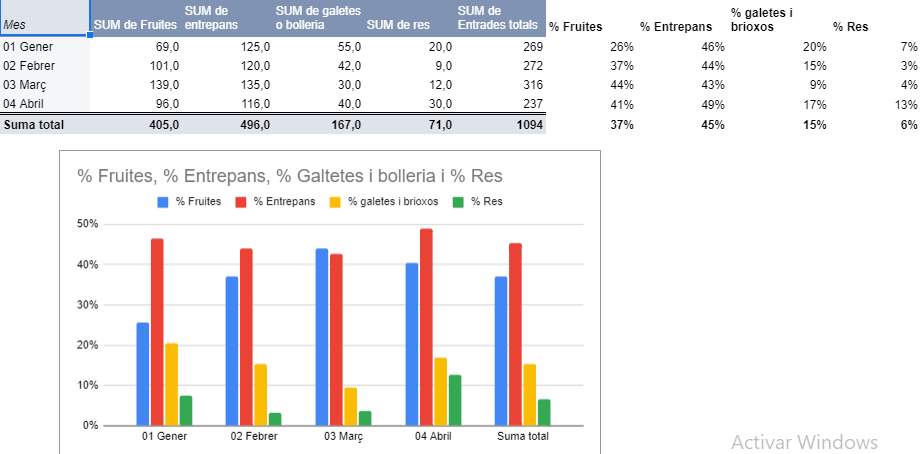 Mes SUM de Fruites SUM de entrepans SUM de galetes o bolleria SUM de res SUM de Entrades totals % Fruites % Entrepans % galetes i brioxos % Res
01 Gener 69,0 125,0 55,0 20,0 269 26% 46% 20% 7%
02 Febrer 101,0 120,0 42,0 9,0 272 37% 44% 15% 3%
03 Març 139,0 135,0 30,0 12,0 316 44% 43% 9% 4%
04 Abril 96,0 116,0 40,0 30,0 237 41% 49% 17% 13%
Suma total 405,0 496,0 167,0 71,0 1094 37% 45% 15% 6%
% Fruites, % Entrepans, % Galtetes i bolleria i % Res
% Fruites % Entrepans % galetes i brioxos % Res
50%
40%
30%
20%
10%
0%
01 Gener 02 Febrer 03 Març 04 Abril Suma total
Activar Windows